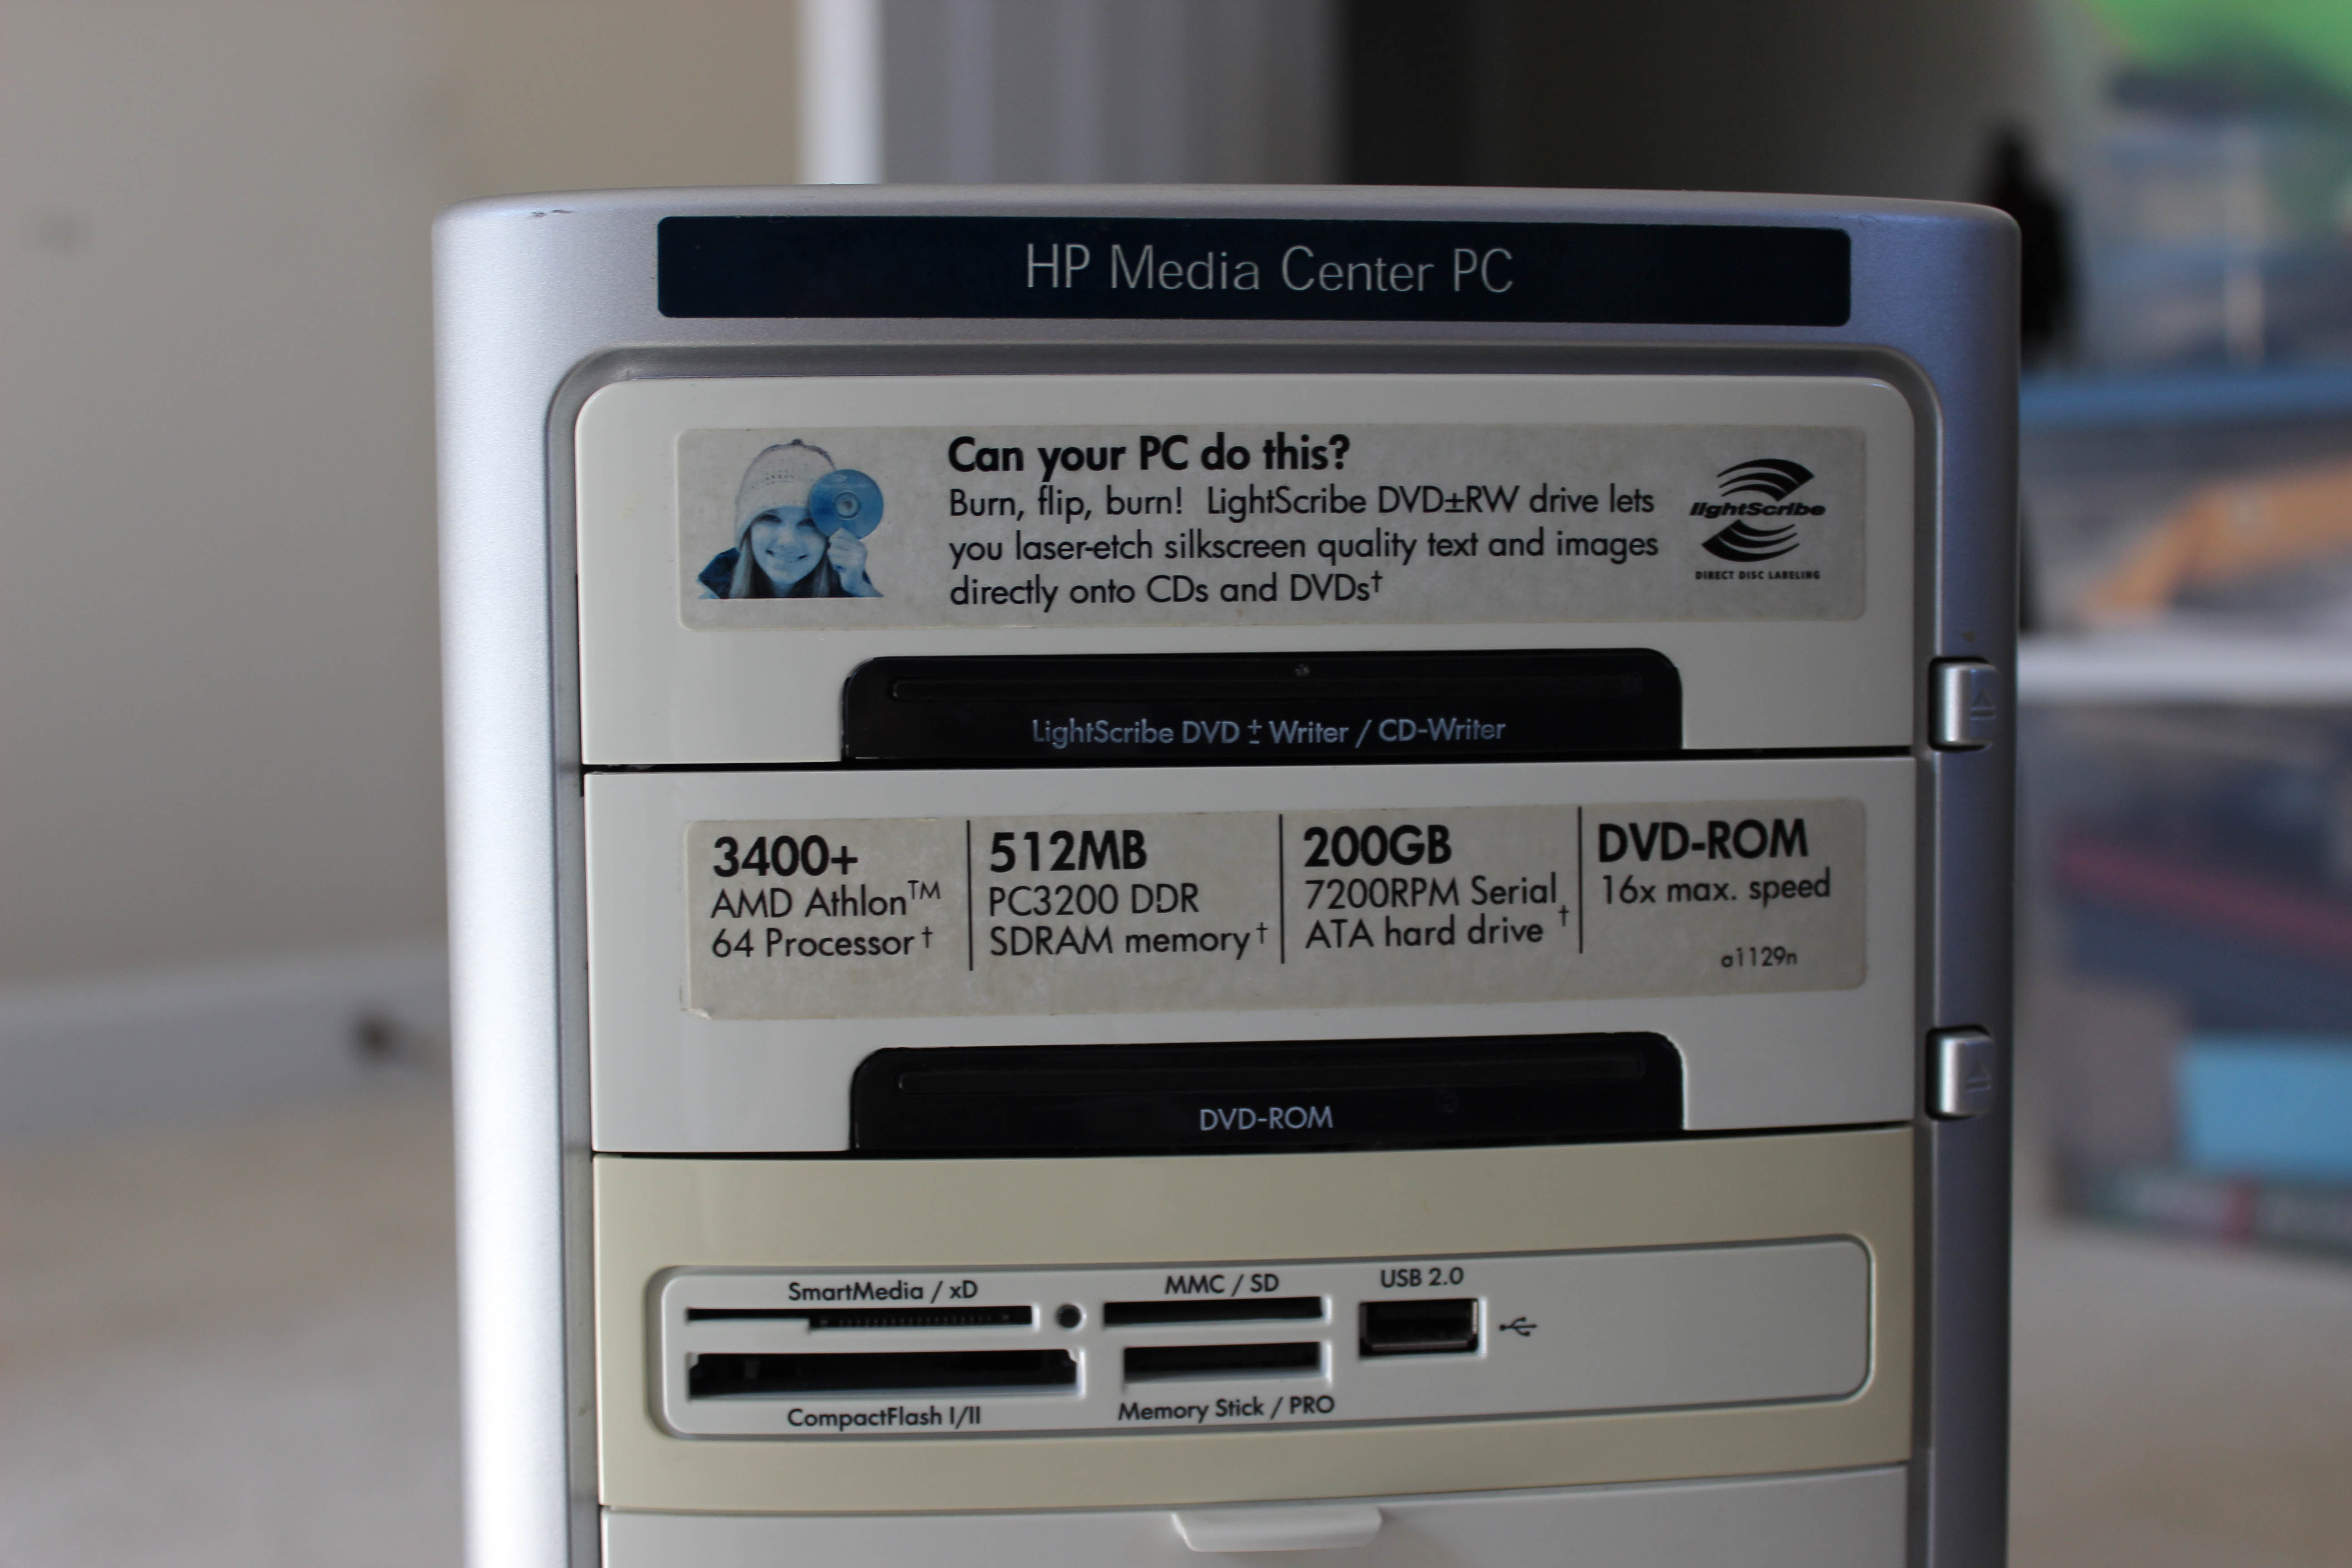 HP Media Center PC
Can your PC do this?
Burn, flip, burn! LightScribe DVD±RW drive lets
you laser-etch silkscreen quality text and images
directly onto CDs and DVDs†
lightScribe
DIRECT DISC LABELING
LightScribe DVD ± Writer / CD-Writer
3400+
AMD Athlon™
64 Processor†
512MB
PC3200 DDR
SDRAM memory†
200GB
7200RPM Serial
ATA hard drive †
DVD-ROM
16x max. speed
a1129n
DVD-ROM
SmartMedia / xD
MMC / SD
USB 2.0
CompactFlash I/II
Memory Stick / PRO